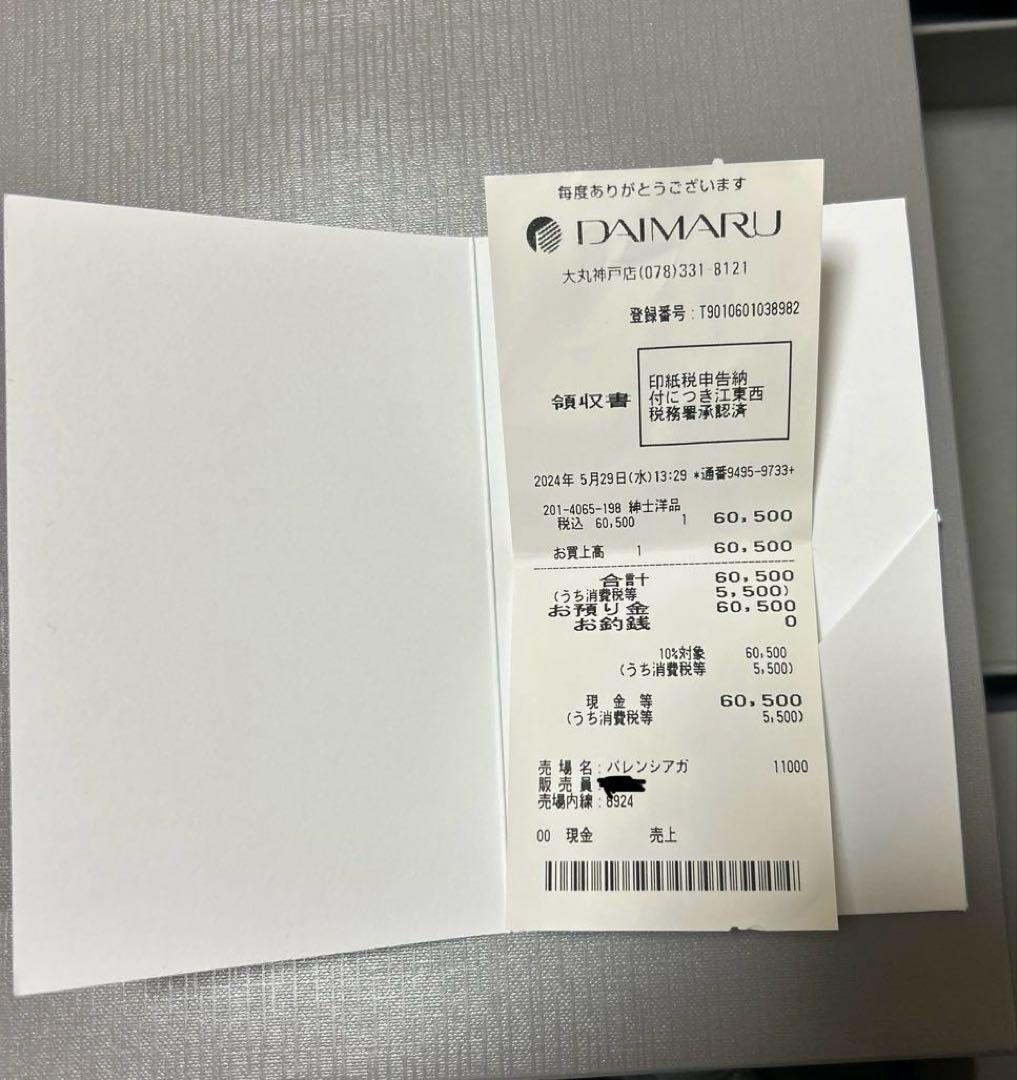 毎度ありがとうございます
DAIMARU
大丸神戸店(078)331-8121
登録番号:T9010601038982
領収書
印紙税申告納
付につき江東西
税務署承認済
2024年 5月29日(水)13:29 *通番9495-9733+
201-4065-198 紳士洋品
税込 60,500 1 60,500
お買上高 1 60,500
合計 60,500
(うち消費税等 5,500)
お預り金 60,500
お釣銭 0
10%対象 60,500
(うち消費税等 5,500)
現 金 等 60,500
(うち消費税等 5,500)
売 場 名:バレンシアガ 11000
販 売 員:
売場内線:8924
00 現金 売上